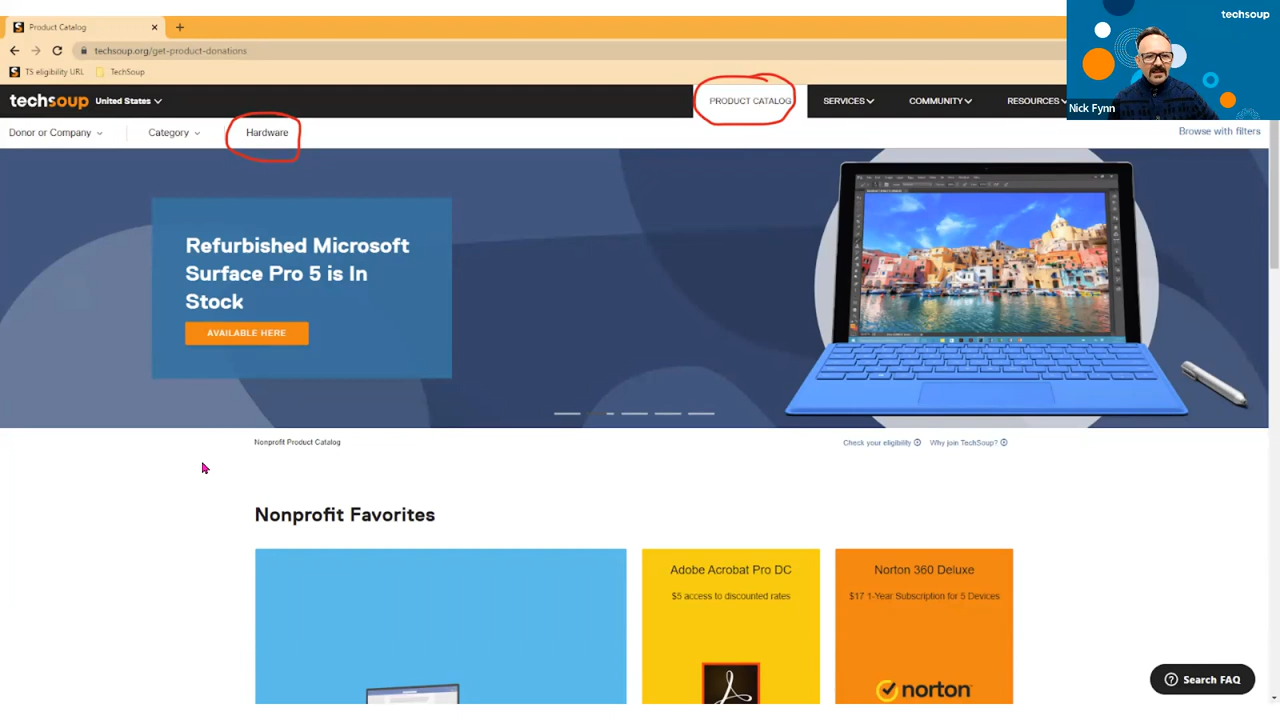 Product Catalog
techsoup
techsoup.org/get-product-donations
TS eligibility URL
TechSoup
techsoup United States
PRODUCT CATALOG
SERVICES
COMMUNITY
RESOURCES
Nick Fynn
Donor or Company
Category
Hardware
Browse with filters
Refurbished Microsoft
Surface Pro 5 is In
Stock
AVAILABLE HERE
Nonprofit Product Catalog
Check your eligibility
Why join TechSoup?
Nonprofit Favorites
Adobe Acrobat Pro DC
$5 access to discounted rates
Norton 360 Deluxe
$17 1-Year Subscription for 5 Devices
norton
Search FAQ